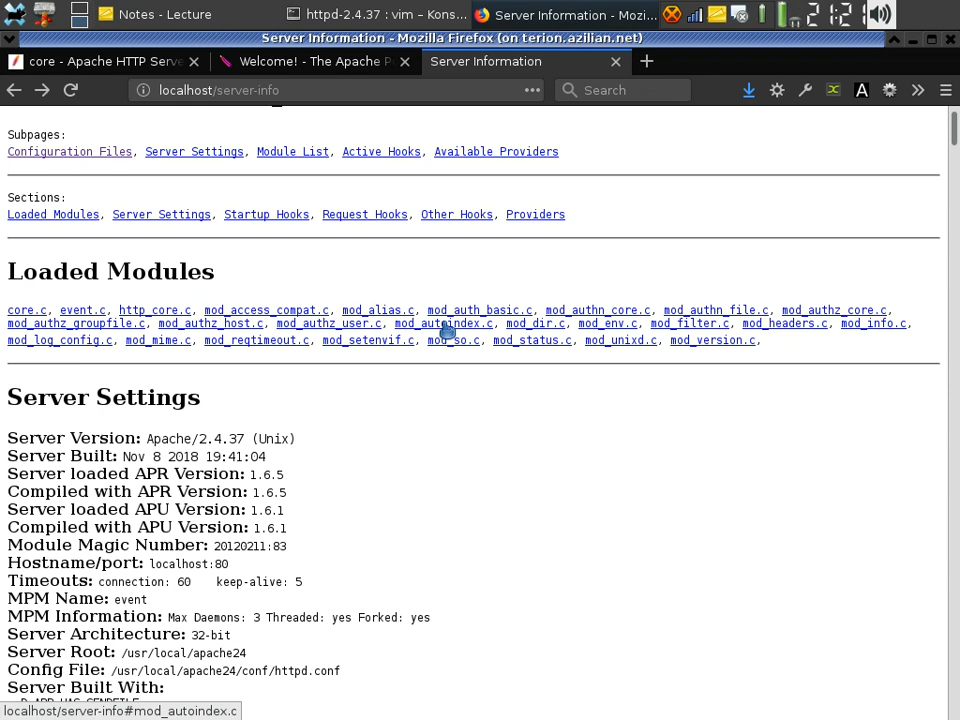 Notes - Lecture
httpd-2.4.37 : vim – Kons...
Server Information - Mozi...
21:21
Server Information - Mozilla Firefox (on terion.azilian.net)
core - Apache HTTP Serve
Welcome! - The Apache P
Server Information
localhost/server-info
Search
A
Subpages:
Configuration Files, Server Settings, Module List, Active Hooks, Available Providers
Sections:
Loaded Modules, Server Settings, Startup Hooks, Request Hooks, Other Hooks, Providers
Loaded Modules
core.c, event.c, http_core.c, mod_access_compat.c, mod_alias.c, mod_auth_basic.c, mod_authn_core.c, mod_authn_file.c, mod_authz_core.c,
mod_authz_groupfile.c, mod_authz_host.c, mod_authz_user.c, mod_autoindex.c, mod_dir.c, mod_env.c, mod_filter.c, mod_headers.c, mod_info.c,
mod_log_config.c, mod_mime.c, mod_reqtimeout.c, mod_setenvif.c, mod_so.c, mod_status.c, mod_unixd.c, mod_version.c,
Server Settings
Server Version: Apache/2.4.37 (Unix)
Server Built: Nov 8 2018 19:41:04
Server loaded APR Version: 1.6.5
Compiled with APR Version: 1.6.5
Server loaded APU Version: 1.6.1
Compiled with APU Version: 1.6.1
Module Magic Number: 20120211:83
Hostname/port: localhost:80
Timeouts: connection: 60 keep-alive: 5
MPM Name: event
MPM Information: Max Daemons: 3 Threaded: yes Forked: yes
Server Architecture: 32-bit
Server Root: /usr/local/apache24
Config File: /usr/local/apache24/conf/httpd.conf
Server Built With:
localhost/server-info#mod_autoindex.c